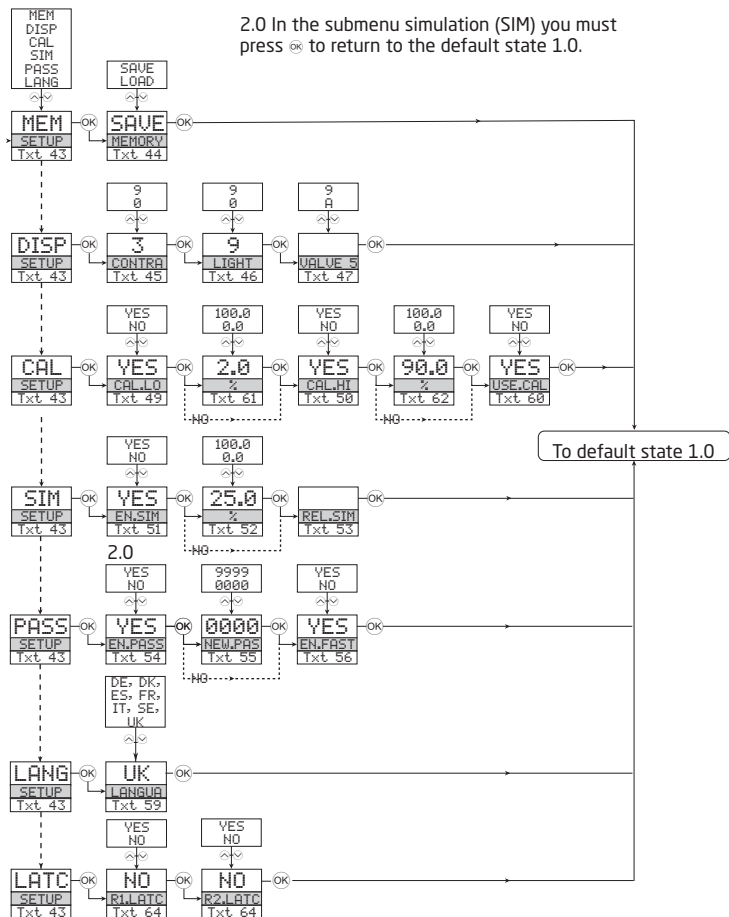 2.0 In the submenu simulation (SIM) you must
press OK to return to the default state 1.0.
MEM
DISP
CAL
SIM
PASS
LANG
SAVE
LOAD
MEM OK SAVE OK
SETUP MEMORY
Txt 43 Txt 44
9 9 9
0 0 A
DISP OK 3 OK 9 OK OK
SETUP CONTRA LIGHT VALVE 5
Txt 43 Txt 45 Txt 46 Txt 47
YES 100.0 YES 100.0 YES
NO 0.0 NO 0.0 NO
CAL OK YES OK 2.0 OK YES OK 90.0 OK YES OK
SETUP CAL.LO % CAL.HI % USE.CAL
Txt 43 Txt 49 Txt 61 Txt 50 Txt 62 Txt 60
NO NO
To default state 1.0
YES 100.0
NO 0.0
SIM OK YES OK 25.0 OK OK
SETUP EN.SIM % REL.SIM
Txt 43 Txt 51 Txt 52 Txt 53
NO
2.0
YES 9999 YES
NO 0000 NO
PASS OK YES OK 0000 OK YES OK
SETUP EN.PASS NEW.PAS EN.FAST
Txt 43 Txt 54 Txt 55 Txt 56
NO
DE, DK,
ES, FR,
IT, SE,
UK
LANG OK UK OK
SETUP LANGUA
Txt 43 Txt 59
YES YES
NO NO
LATC OK NO OK NO OK
SETUP R1.LATC R2.LATC
Txt 43 Txt 64 Txt 64